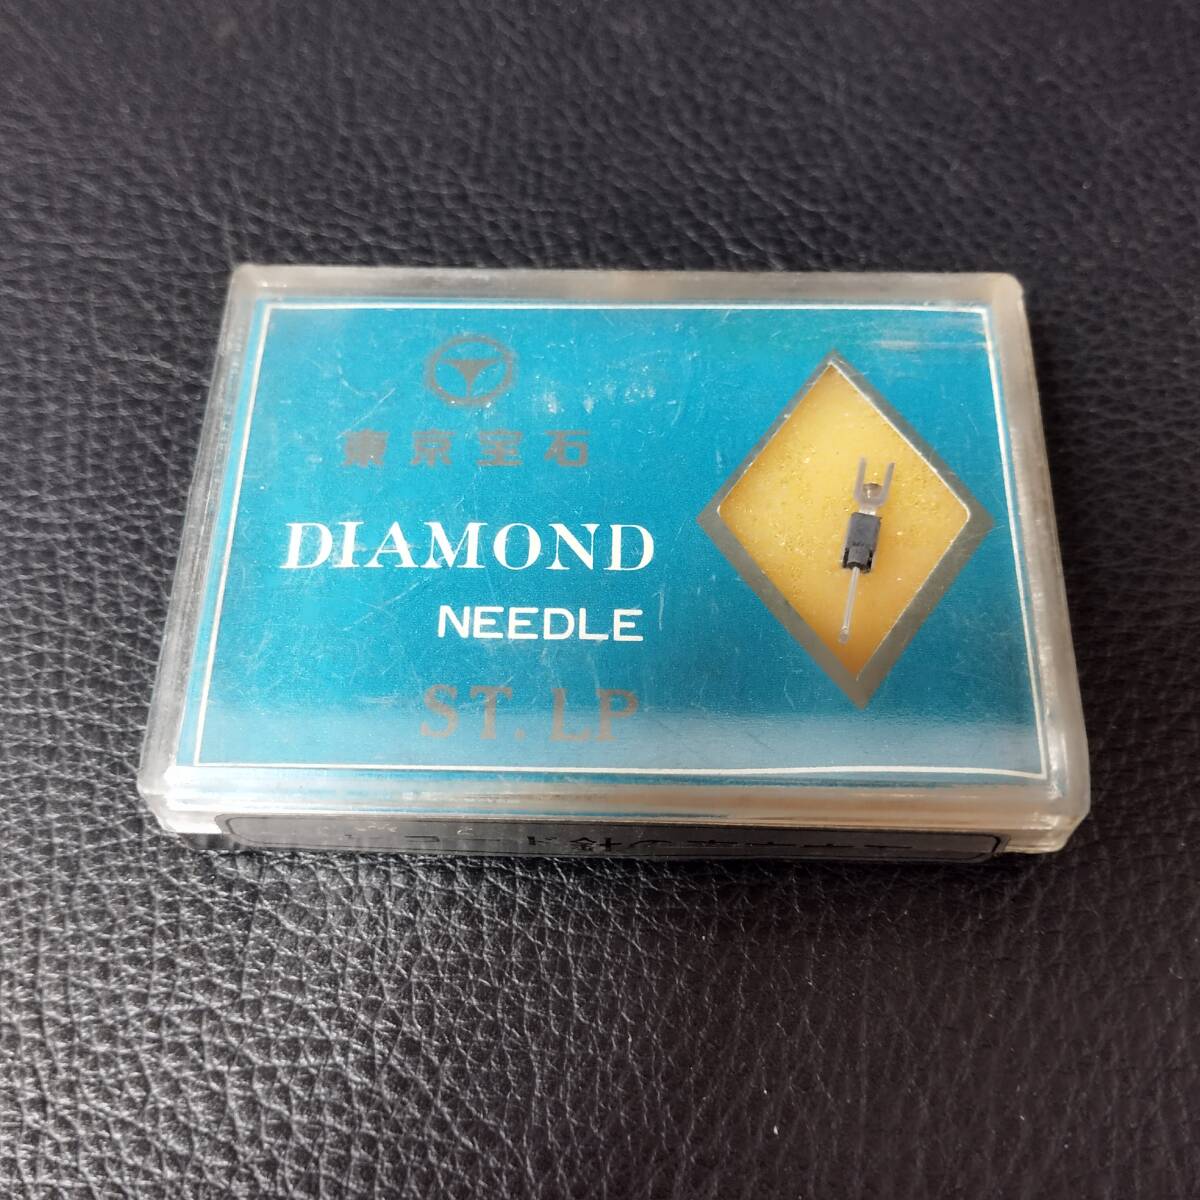 東京宝石
DIAMOND
NEEDLE
ST. LP